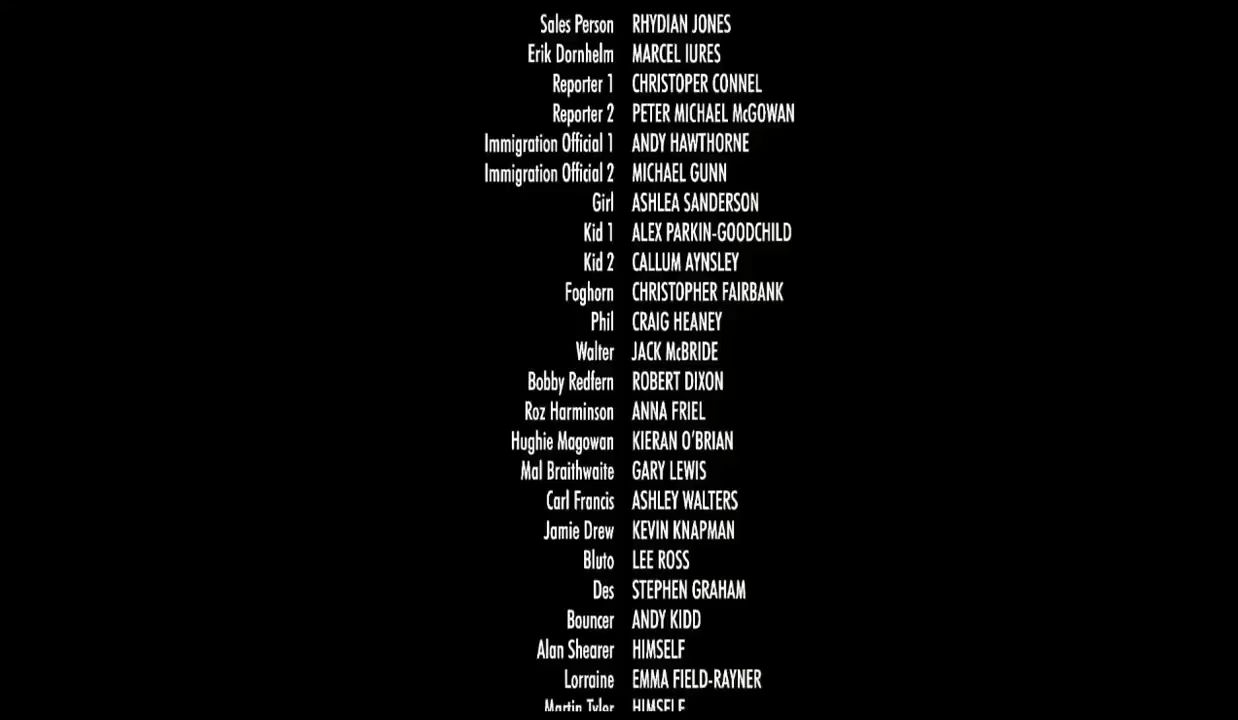 Sales Person RHYDIAN JONES
Erik Dornhelm MARCEL IURES
Reporter 1 CHRISTOPER CONNEL
Reporter 2 PETER MICHAEL McGOWAN
Immigration Official 1 ANDY HAWTHORNE
Immigration Official 2 MICHAEL GUNN
Girl ASHLEA SANDERSON
Kid 1 ALEX PARKIN-GOODCHILD
Kid 2 CALLUM AYNSLEY
Foghorn CHRISTOPHER FAIRBANK
Phil CRAIG HEANEY
Walter JACK McBRIDE
Bobby Redfern ROBERT DIXON
Roz Harminson ANNA FRIEL
Hughie Magowan KIERAN O'BRIAN
Mal Braithwaite GARY LEWIS
Carl Francis ASHLEY WALTERS
Jamie Drew KEVIN KNAPMAN
Bluto LEE ROSS
Des STEPHEN GRAHAM
Bouncer ANDY KIDD
Alan Shearer HIMSELF
Lorraine EMMA FIELD-RAYNER
Martin Tyler HIMSELF